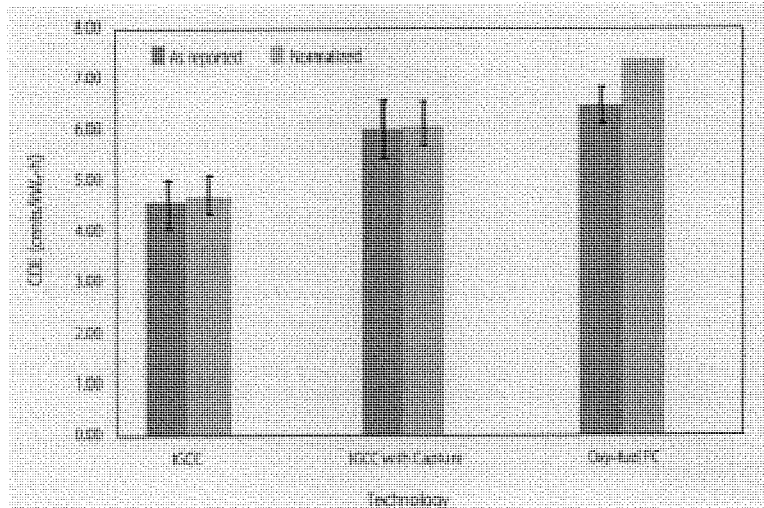 8.00
As reported Normalized
7.00
6.00
5.00
4.00
3.00
2.00
1.00
0.00
COE (cents/kW
IGCC
IGCC with Capture
Oxy-fuel PC
Technology